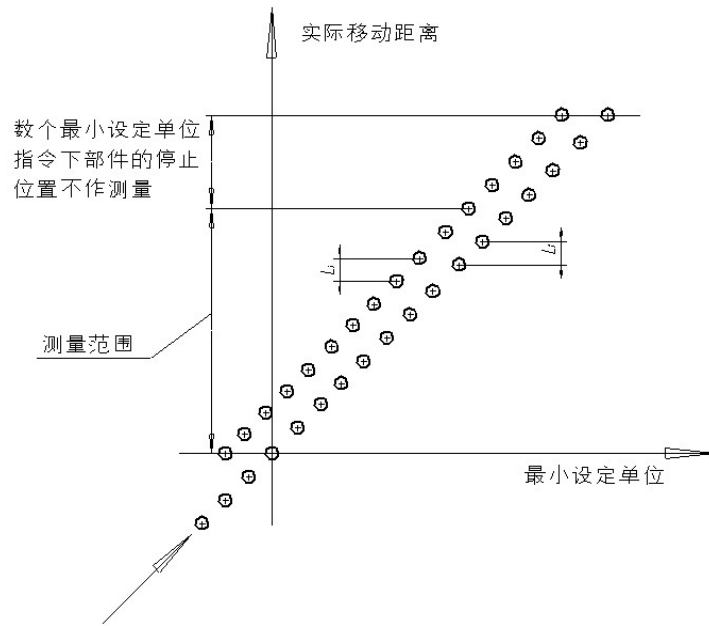 实际移动距离
数个最小设定单位
指令下部件的停止
位置不作测量
Li
Li
测量范围
最小设定单位